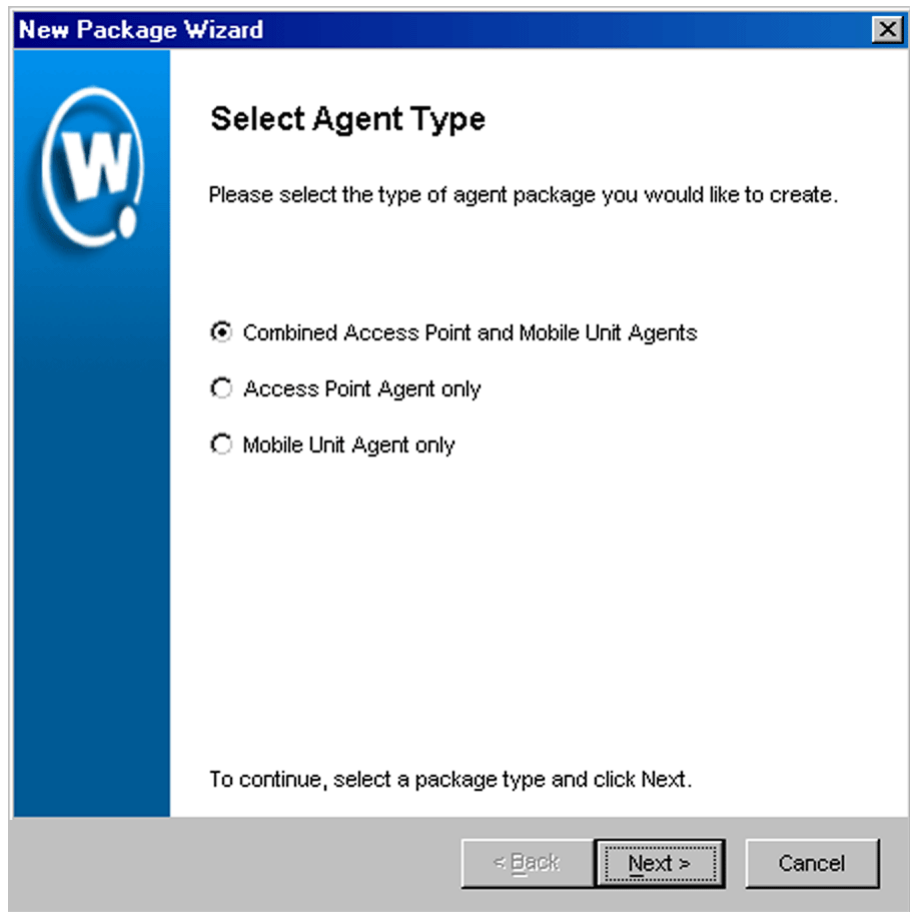 New Package Wizard
W
Select Agent Type
Please select the type of agent package you would like to create.
Combined Access Point and Mobile Unit Agents
Access Point Agent only
Mobile Unit Agent only
To continue, select a package type and click Next.
< Back Next > Cancel